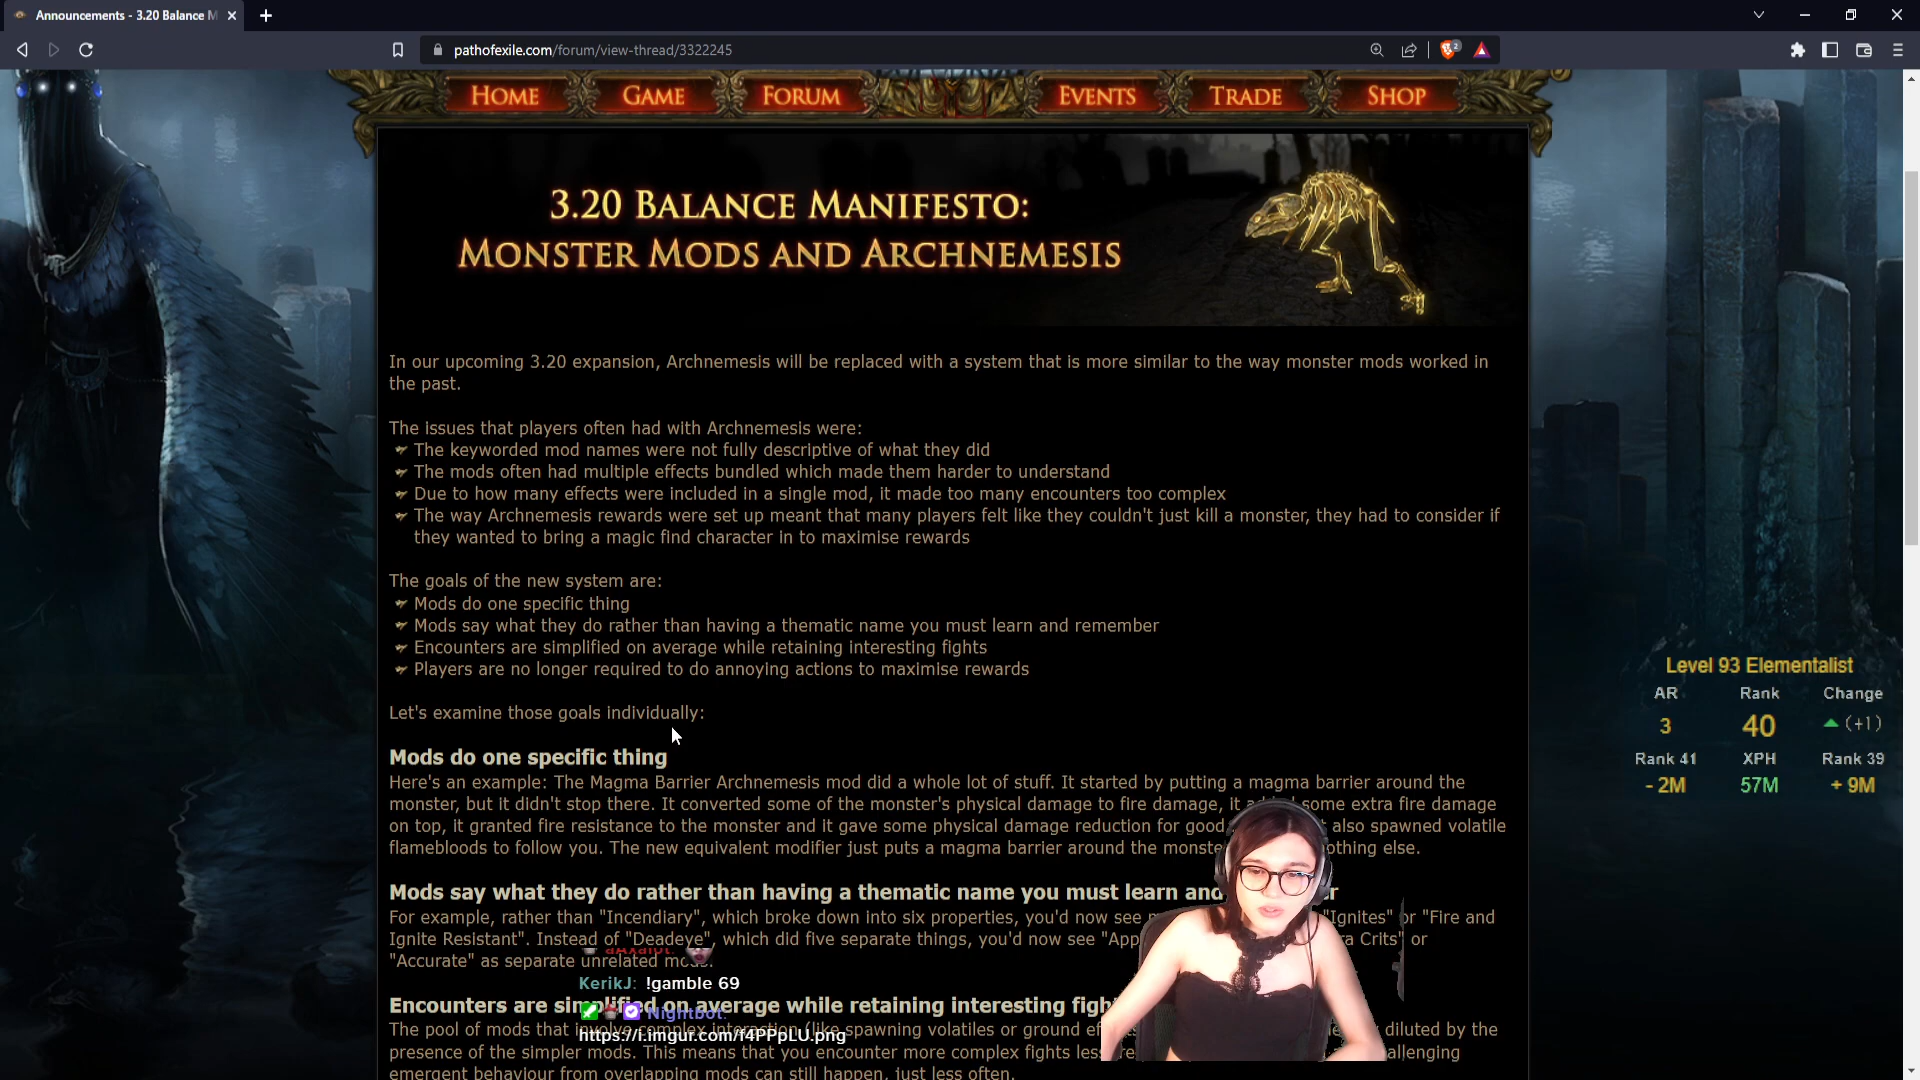 Announcements - 3.20 Balance M
pathofexile.com/forum/view-thread/3322245
2
HOME
GAME
FORUM
EVENTS
TRADE
SHOP
3.20 BALANCE MANIFESTO:
MONSTER MODS AND ARCHNEMESIS
In our upcoming 3.20 expansion, Archnemesis will be replaced with a system that is more similar to the way monster mods worked in
the past.
The issues that players often had with Archnemesis were:
The keyworded mod names were not fully descriptive of what they did
The mods often had multiple effects bundled which made them harder to understand
Due to how many effects were included in a single mod, it made too many encounters too complex
The way Archnemesis rewards were set up meant that many players felt like they couldn't just kill a monster, they had to consider if
they wanted to bring a magic find character in to maximise rewards
The goals of the new system are:
Mods do one specific thing
Mods say what they do rather than having a thematic name you must learn and remember
Encounters are simplified on average while retaining interesting fights
Players are no longer required to do annoying actions to maximise rewards
Let's examine those goals individually:
Mods do one specific thing
Here's an example: The Magma Barrier Archnemesis mod did a whole lot of stuff. It started by putting a magma barrier around the
monster, but it didn't stop there. It converted some of the monster's physical damage to fire damage, it some extra fire damage
on top, it granted fire resistance to the monster and it gave some physical damage reduction for good also spawned volatile
flamebloods to follow you. The new equivalent modifier just puts a magma barrier around the else.
Mods say what they do rather than having a thematic name you must learn and
For example, rather than "Incendiary", which broke down into six properties, you'd now see "Ignites" or "Fire and
Ignite Resistant". Instead of "Deadeye", which did five separate things, you'd now see Crits" or
"Accurate" as separate unrelated
KerikJ: !gamble 69
Encounters are simplified on average while retaining interesting
Nightbot:
https://i.imgur.com/f4PPpLU.png
The pool of mods that involve complex interaction (like spawning volatiles or ground diluted by the
presence of the simpler mods. This means that you encounter more complex fights
emergent behaviour from overlapping mods can still happen, just less often.
Level 93 Elementalist
AR Rank Change
3 40 (+1)
Rank 41 XPH Rank 39
- 2M 57M + 9M